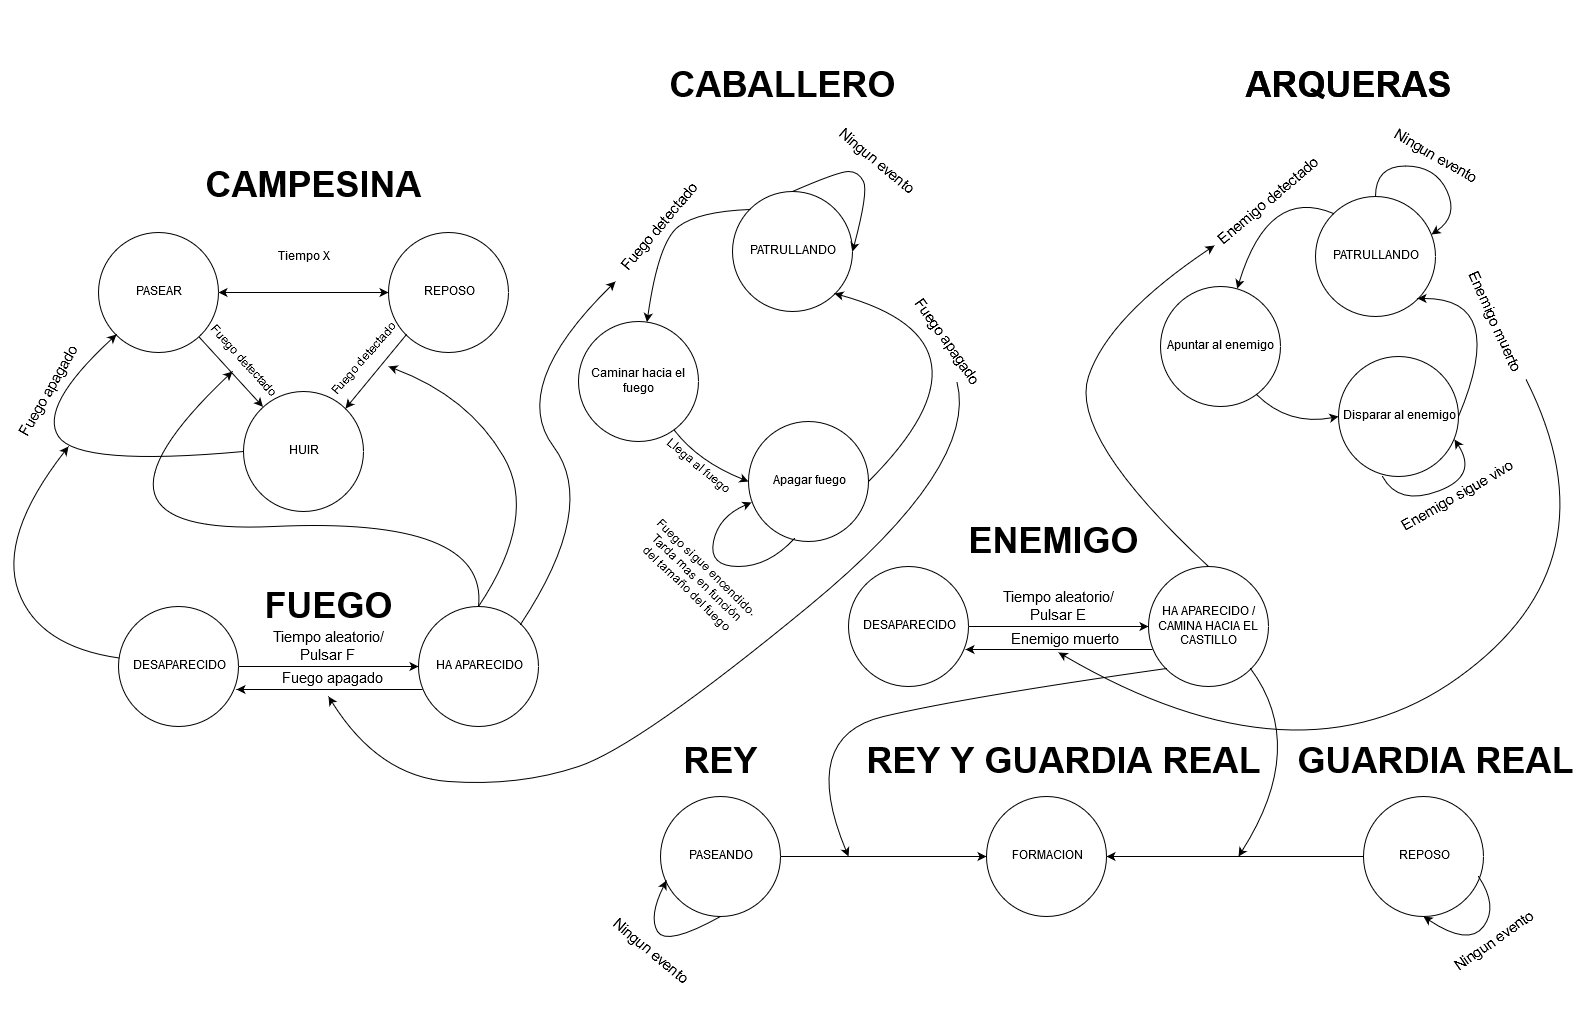 CABALLERO
ARQUERAS
CAMPESINA
Ningun evento
Fuego detectado
PATRULLANDO
Ningun evento
Enemigo detectado
PATRULLANDO
Tiempo X
PASEAR
REPOSO
Fuego detectado
Fuego detectado
Fuego apagado
HUIR
Caminar hacia el
fuego
Fuego apagado
Llega al fuego
Apagar fuego
Fuego sigue encendido.
Tarda mas en función
del tamaño del fuego
Apuntar al enemigo
Enemigo muerto
Disparar al enemigo
Enemigo sigue vivo
FUEGO
Tiempo aleatorio/
Pulsar F
DESAPARECIDO
HA APARECIDO
Fuego apagado
ENEMIGO
Tiempo aleatorio/
Pulsar E
DESAPARECIDO
Enemigo muerto
HA APARECIDO /
CAMINA HACIA EL
CASTILLO
REY
REY Y GUARDIA REAL
GUARDIA REAL
PASEANDO
FORMACION
REPOSO
Ningun evento
Ningun evento